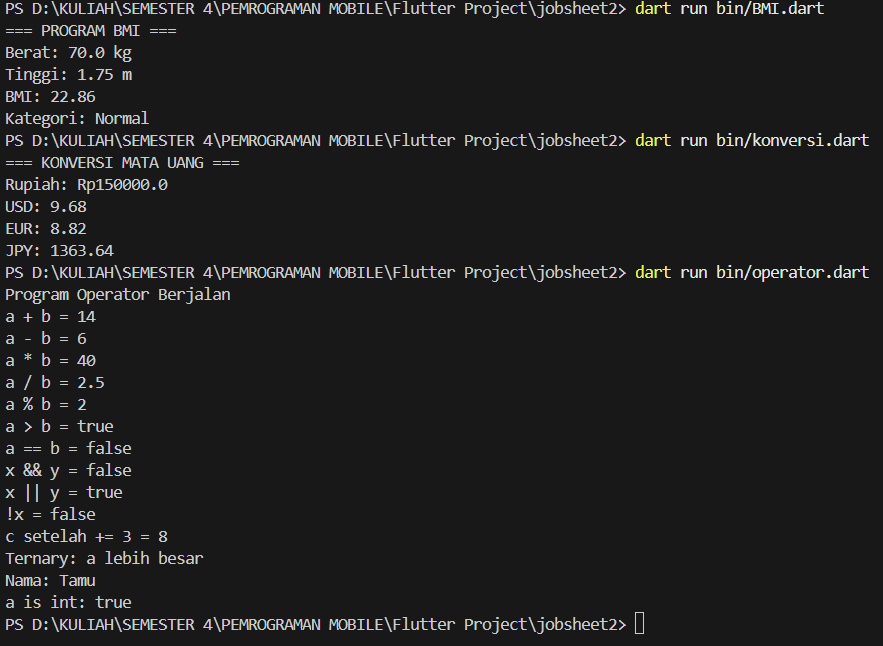 PS D:\KULIAH\SEMESTER 4\PEMROGRAMAN MOBILE\Flutter Project\jobsheet2> dart run bin/BMI.dart
=== PROGRAM BMI ===
Berat: 70.0 kg
Tinggi: 1.75 m
BMI: 22.86
Kategori: Normal
PS D:\KULIAH\SEMESTER 4\PEMROGRAMAN MOBILE\Flutter Project\jobsheet2> dart run bin/konversi.dart
=== KONVERSI MATA UANG ===
Rupiah: Rp150000.0
USD: 9.68
EUR: 8.82
JPY: 1363.64
PS D:\KULIAH\SEMESTER 4\PEMROGRAMAN MOBILE\Flutter Project\jobsheet2> dart run bin/operator.dart
Program Operator Berjalan
a + b = 14
a - b = 6
a * b = 40
a / b = 2.5
a % b = 2
a > b = true
a == b = false
x && y = false
x || y = true
!x = false
c setelah += 3 = 8
Ternary: a lebih besar
Nama: Tamu
a is int: true
PS D:\KULIAH\SEMESTER 4\PEMROGRAMAN MOBILE\Flutter Project\jobsheet2>